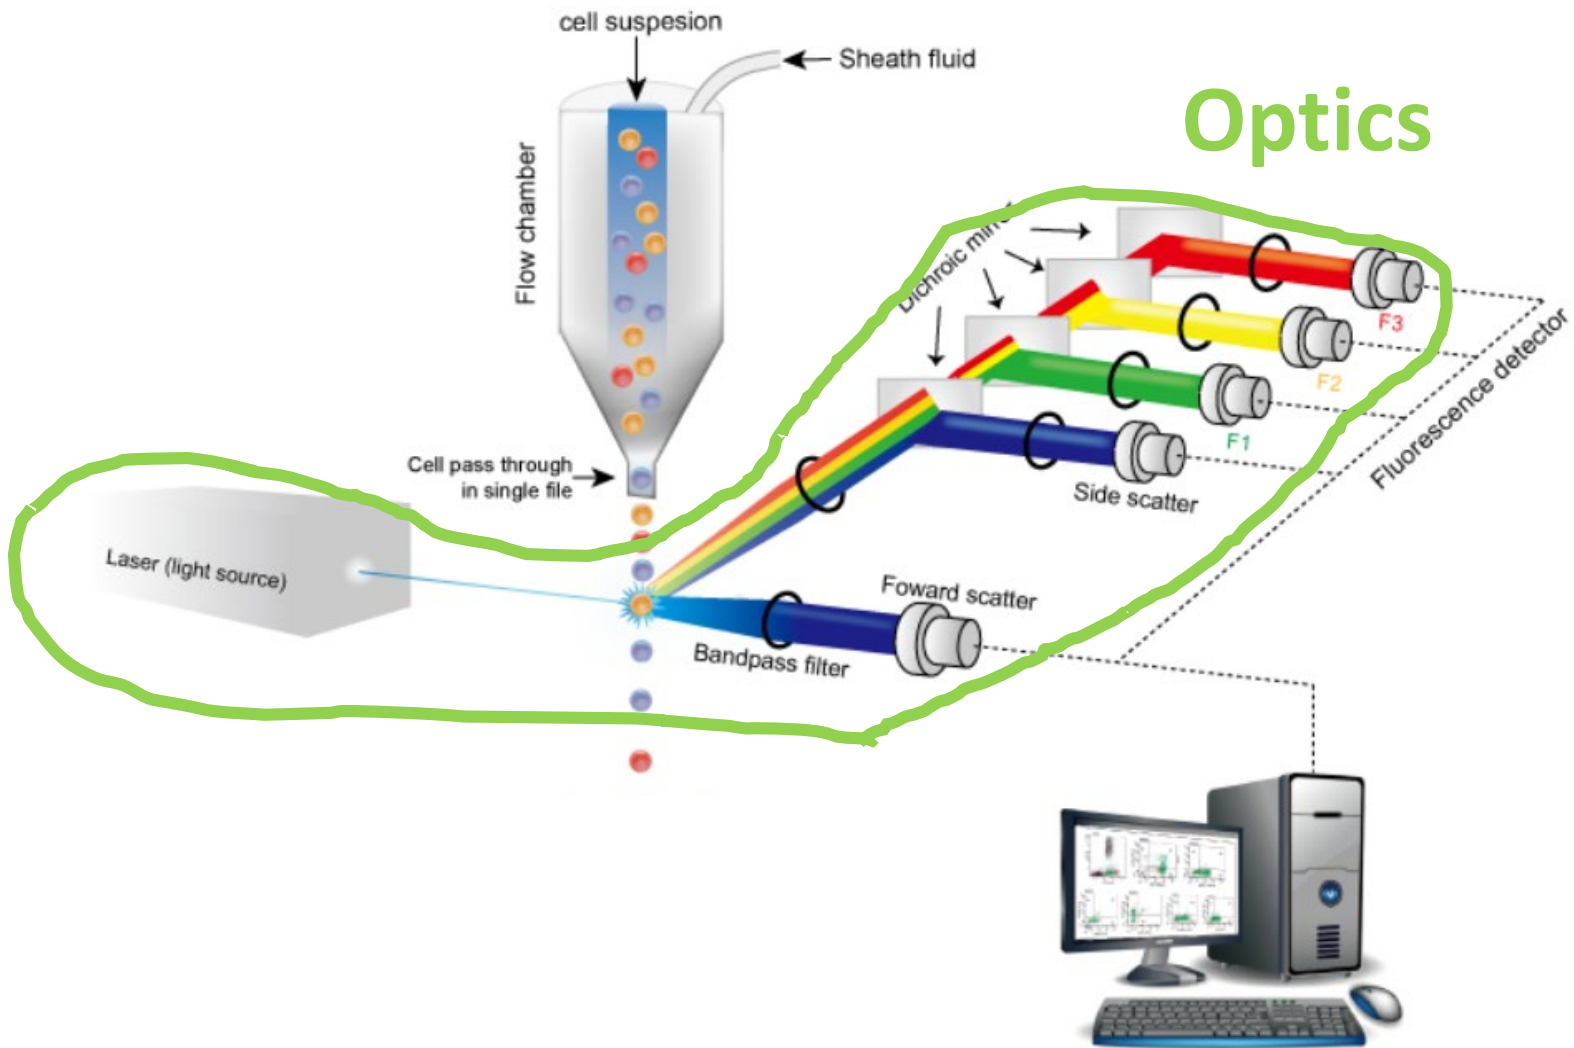 cell suspesion
Sheath fluid
Optics
Flow chamber
Dichroic
Cell pass through
in single file
Laser (light source)
F3
F2
F1
Side scatter
Fluorescence detector
Foward scatter
Bandpass filter